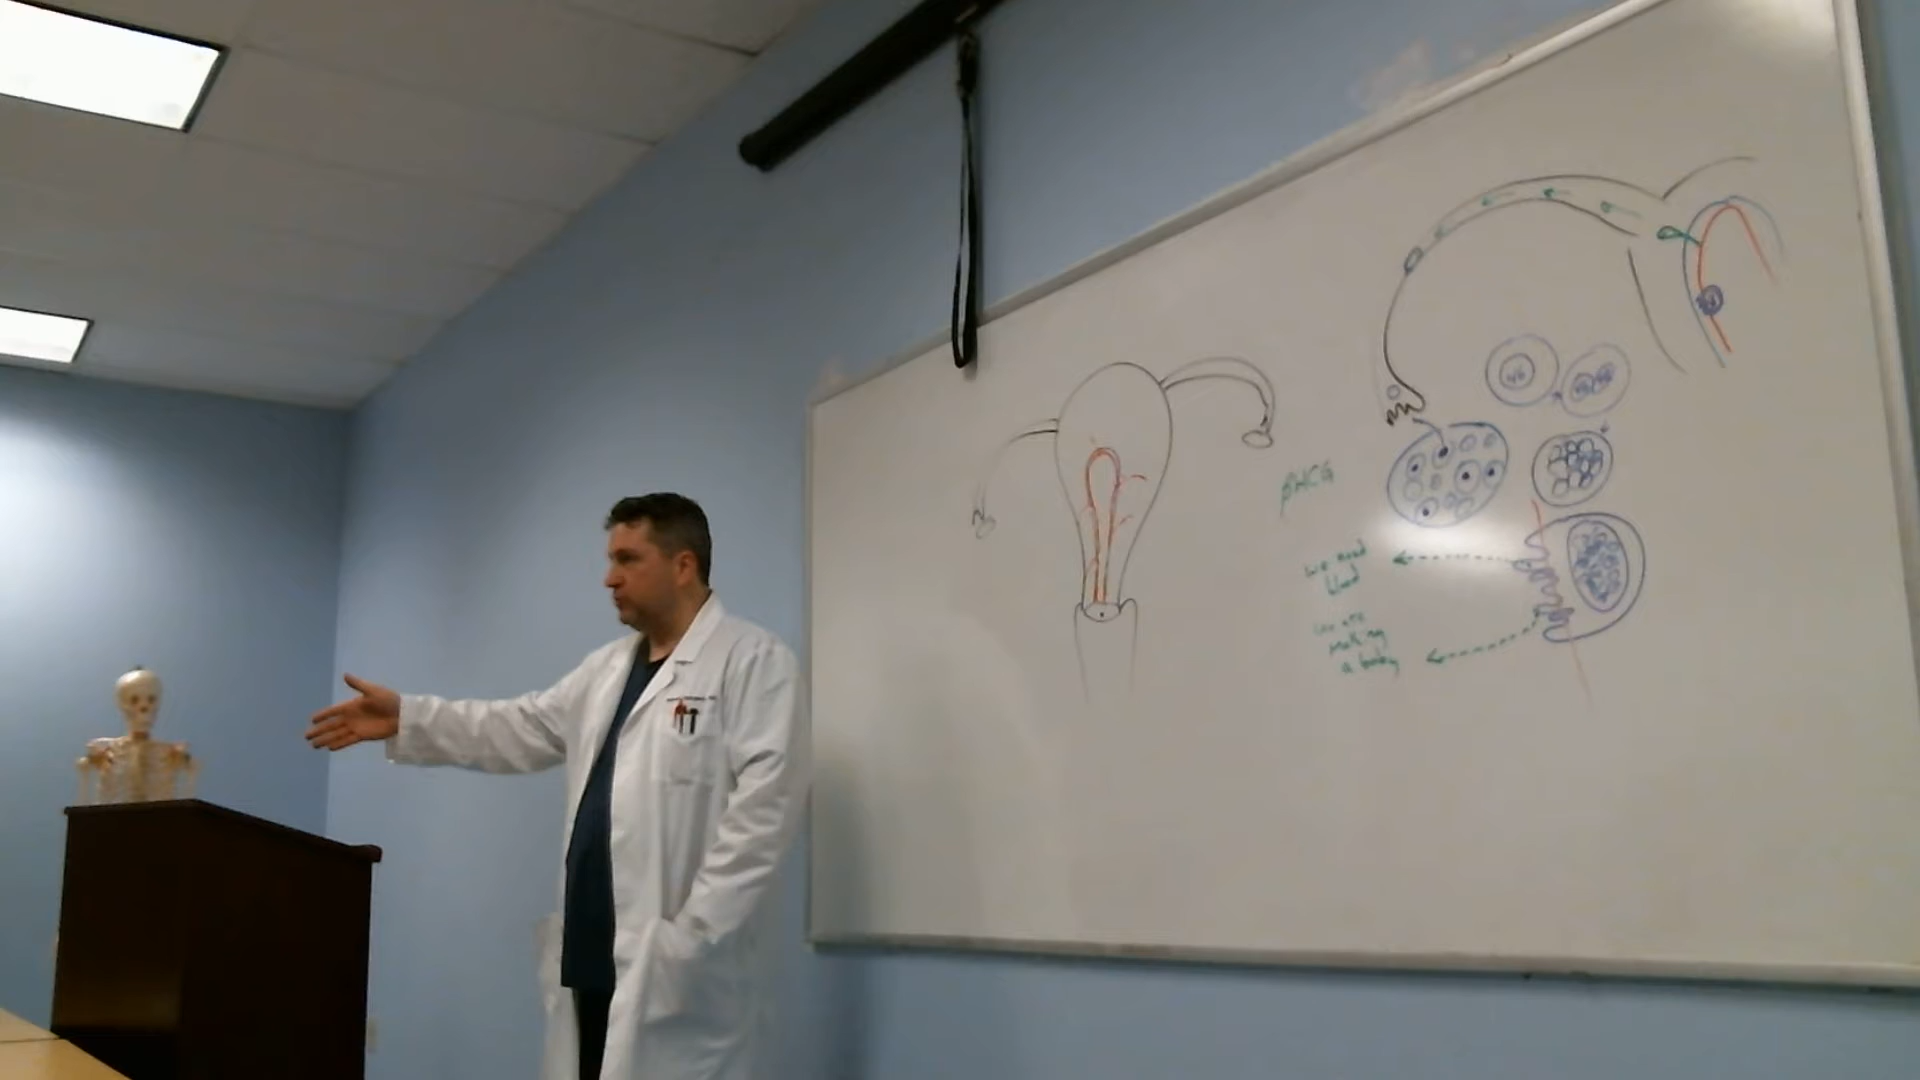 βHCG
we need
blood
we are
making
a baby